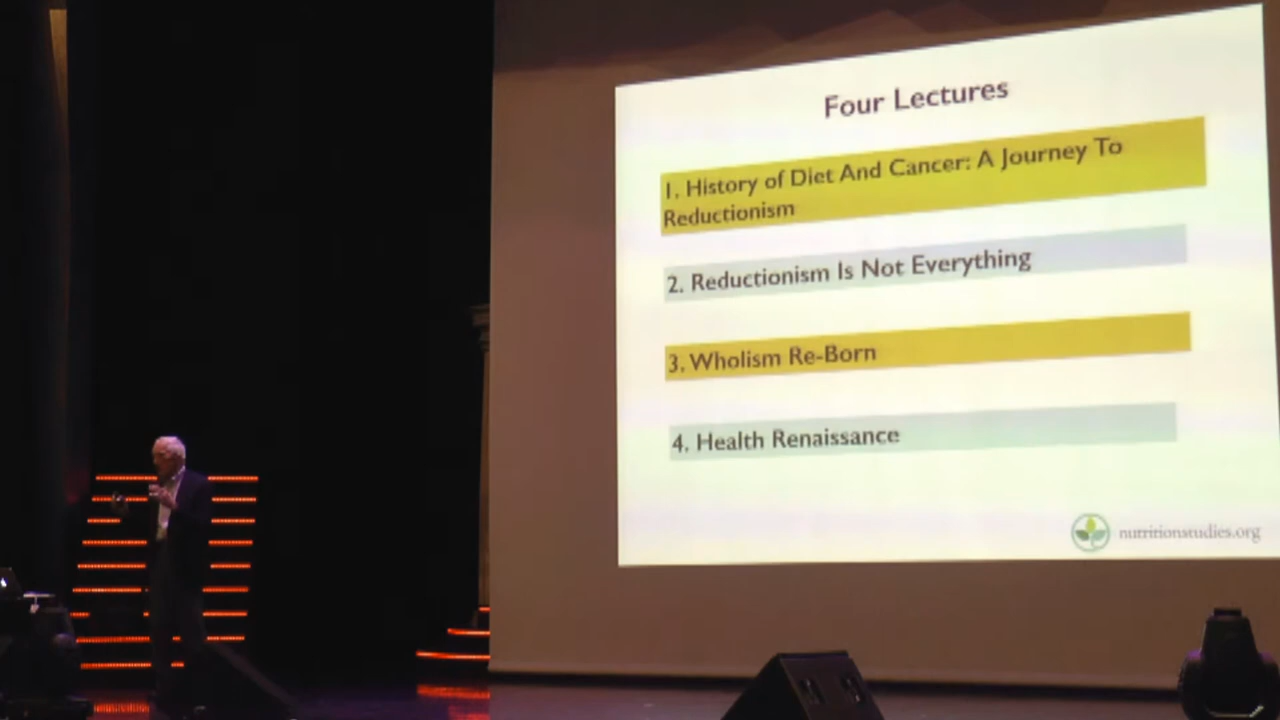 Four Lectures
1. History of Diet And Cancer: A Journey To
Reductionism
2. Reductionism Is Not Everything
3. Wholism Re-Born
4. Health Renaissance
nutritionstudies.org